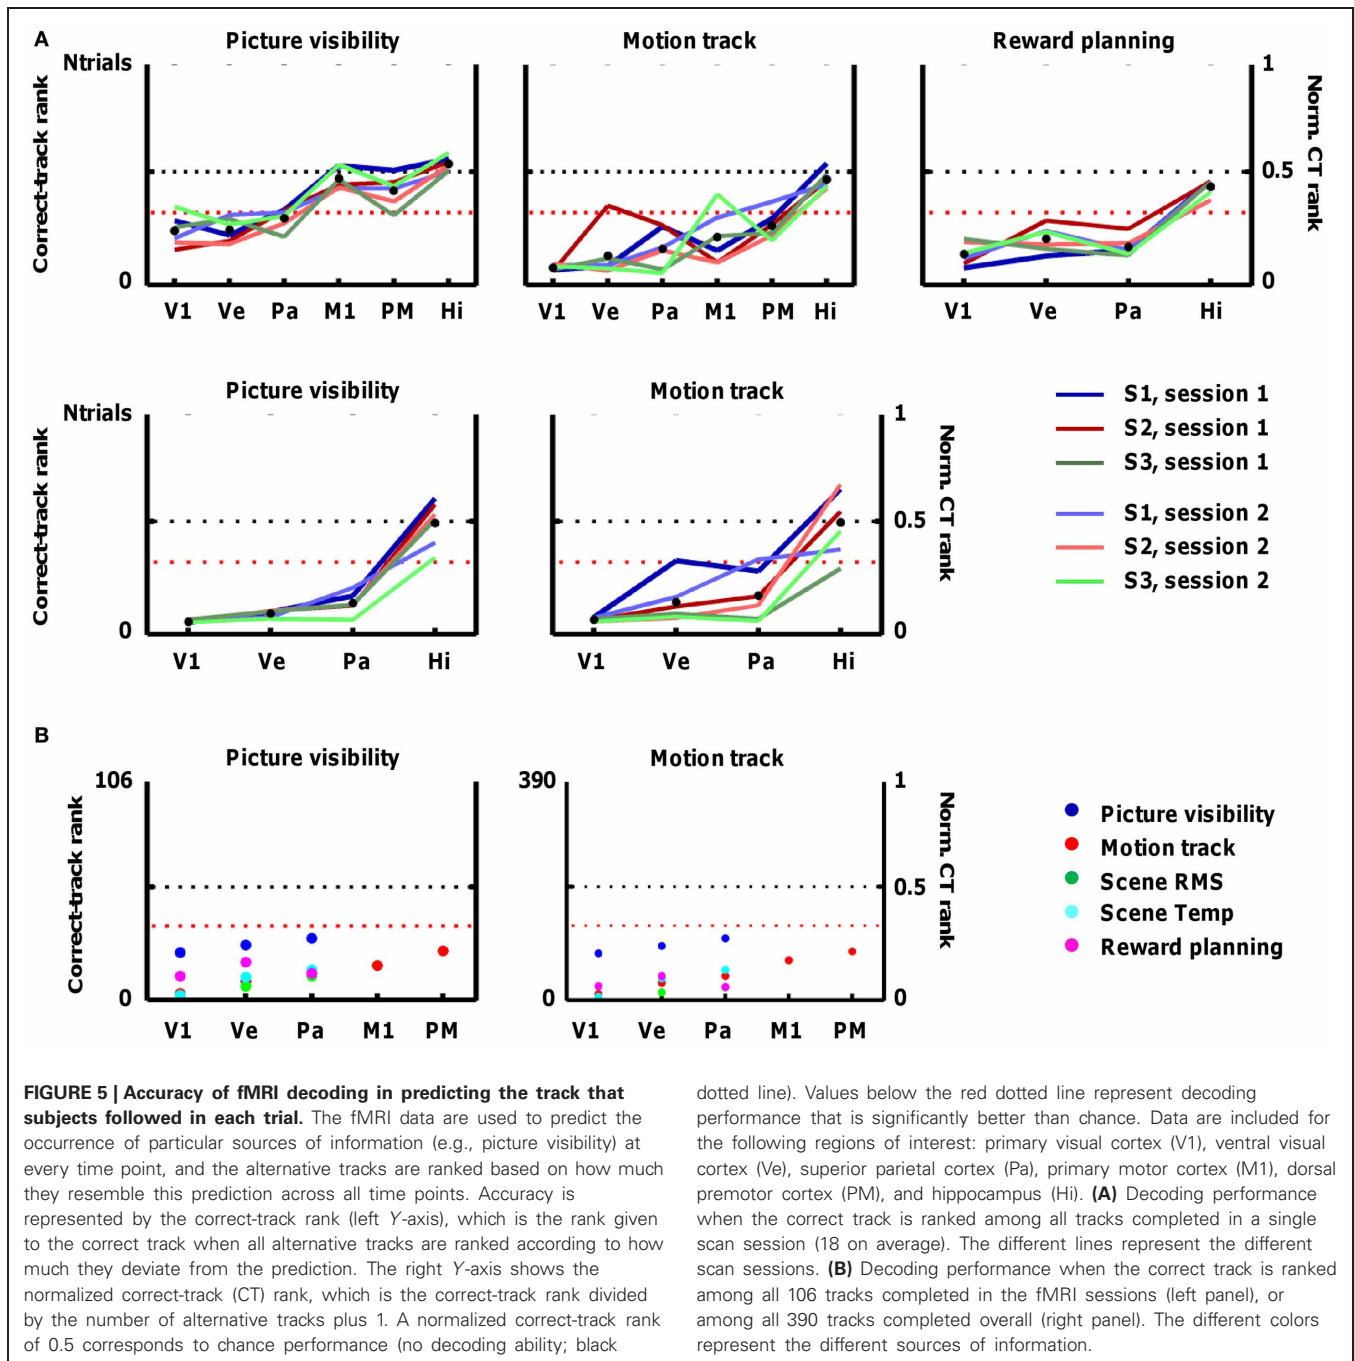 A
Picture visibility
Motion track
Reward planning
Ntrials
1
Correct-track rank
Norm. CT rank
0.5
0
0
V1 Ve Pa M1 PM Hi
V1 Ve Pa M1 PM Hi
V1 Ve Pa Hi
Picture visibility
Motion track
Ntrials
1
Correct-track rank
Norm. CT rank
0.5
0
0
V1 Ve Pa Hi
V1 Ve Pa Hi
S1, session 1
S2, session 1
S3, session 1
S1, session 2
S2, session 2
S3, session 2
B
Picture visibility
Motion track
106
390
1
Correct-track rank
Norm. CT rank
0.5
0
0
0
V1 Ve Pa M1 PM
V1 Ve Pa M1 PM
Picture visibility
Motion track
Scene RMS
Scene Temp
Reward planning
FIGURE 5 | Accuracy of fMRI decoding in predicting the track that
subjects followed in each trial. The fMRI data are used to predict the
occurrence of particular sources of information (e.g., picture visibility) at
every time point, and the alternative tracks are ranked based on how much
they resemble this prediction across all time points. Accuracy is
represented by the correct-track rank (left Y-axis), which is the rank given
to the correct track when all alternative tracks are ranked according to how
much they deviate from the prediction. The right Y-axis shows the
normalized correct-track (CT) rank, which is the correct-track rank divided
by the number of alternative tracks plus 1. A normalized correct-track rank
of 0.5 corresponds to chance performance (no decoding ability; black
dotted line). Values below the red dotted line represent decoding
performance that is significantly better than chance. Data are included for
the following regions of interest: primary visual cortex (V1), ventral visual
cortex (Ve), superior parietal cortex (Pa), primary motor cortex (M1), dorsal
premotor cortex (PM), and hippocampus (Hi). (A) Decoding performance
when the correct track is ranked among all tracks completed in a single
scan session (18 on average). The different lines represent the different
scan sessions. (B) Decoding performance when the correct track is ranked
among all 106 tracks completed in the fMRI sessions (left panel), or
among all 390 tracks completed overall (right panel). The different colors
represent the different sources of information.